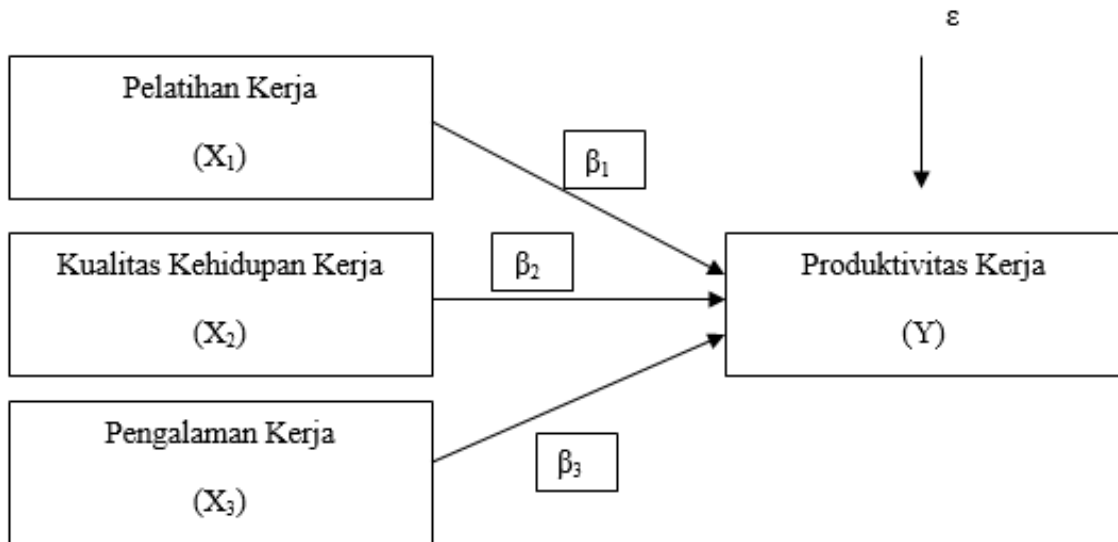 ε
Pelatihan Kerja
(X₁)
β₁
Kualitas Kehidupan Kerja
(X₂)
β₂
Produktivitas Kerja
(Y)
Pengalaman Kerja
(X₃)
β₃